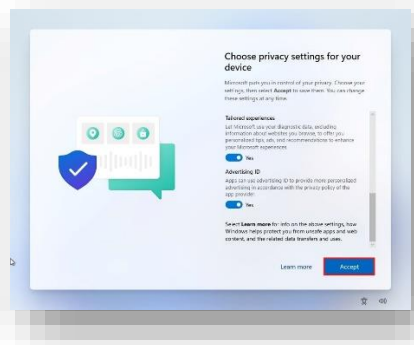 Choose privacy settings for your
device
Microsoft puts you in control of your privacy. Choose your
settings, then select Accept to save them. You can change
these settings at any time.
Tailored experiences
Let Microsoft use your diagnostic data, excluding
information about websites you browse, to offer you
personalized tips, ads, and recommendations to enhance
your Microsoft experiences.
Yes
Advertising ID
Apps can use advertising ID to provide more personalized
advertising in accordance with the privacy policy of the
app provider.
Yes
Select Learn more for info on the above settings, how
Windows helps protect you from unsafe apps and web
content, and the related data transfers and uses.
Learn more
Accept